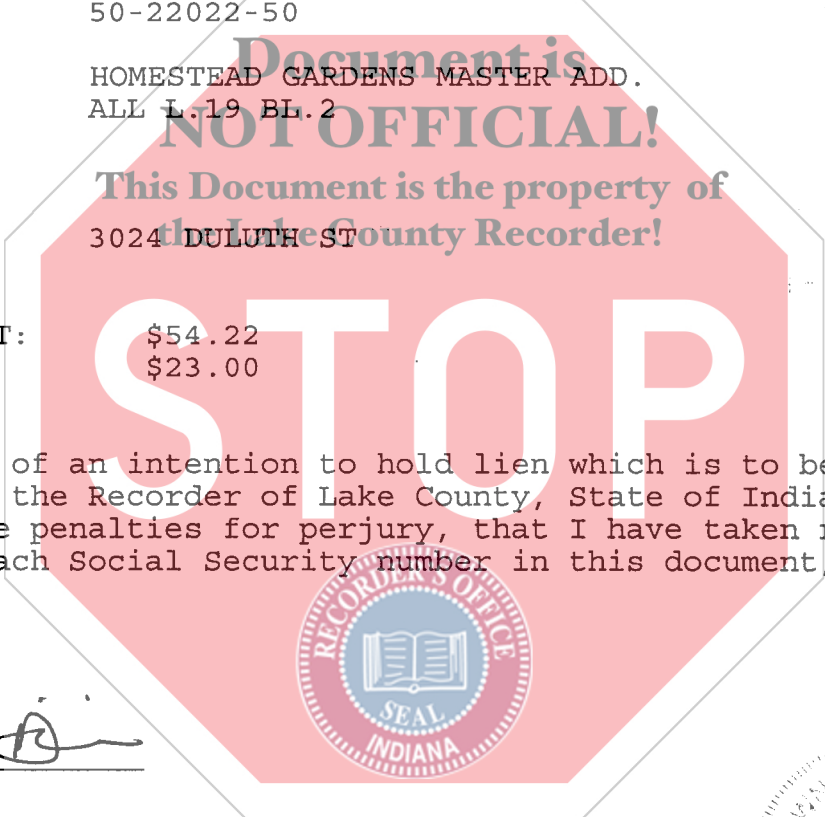 50-22022-50
Document is
HOMESTEAD GARDENS MASTER ADD.
ALL L.19 BL.2
NOT OFFICIAL!
This Document is the property of
the Lake County Recorder!
3024 DULUTH ST
T: $54.22
$23.00
STOP
of an intention to hold lien which is to be
the Recorder of Lake County, State of India
e penalties for perjury, that I have taken r
ach Social Security number in this document,
RECORDER'S OFFICE
SEAL
INDIANA